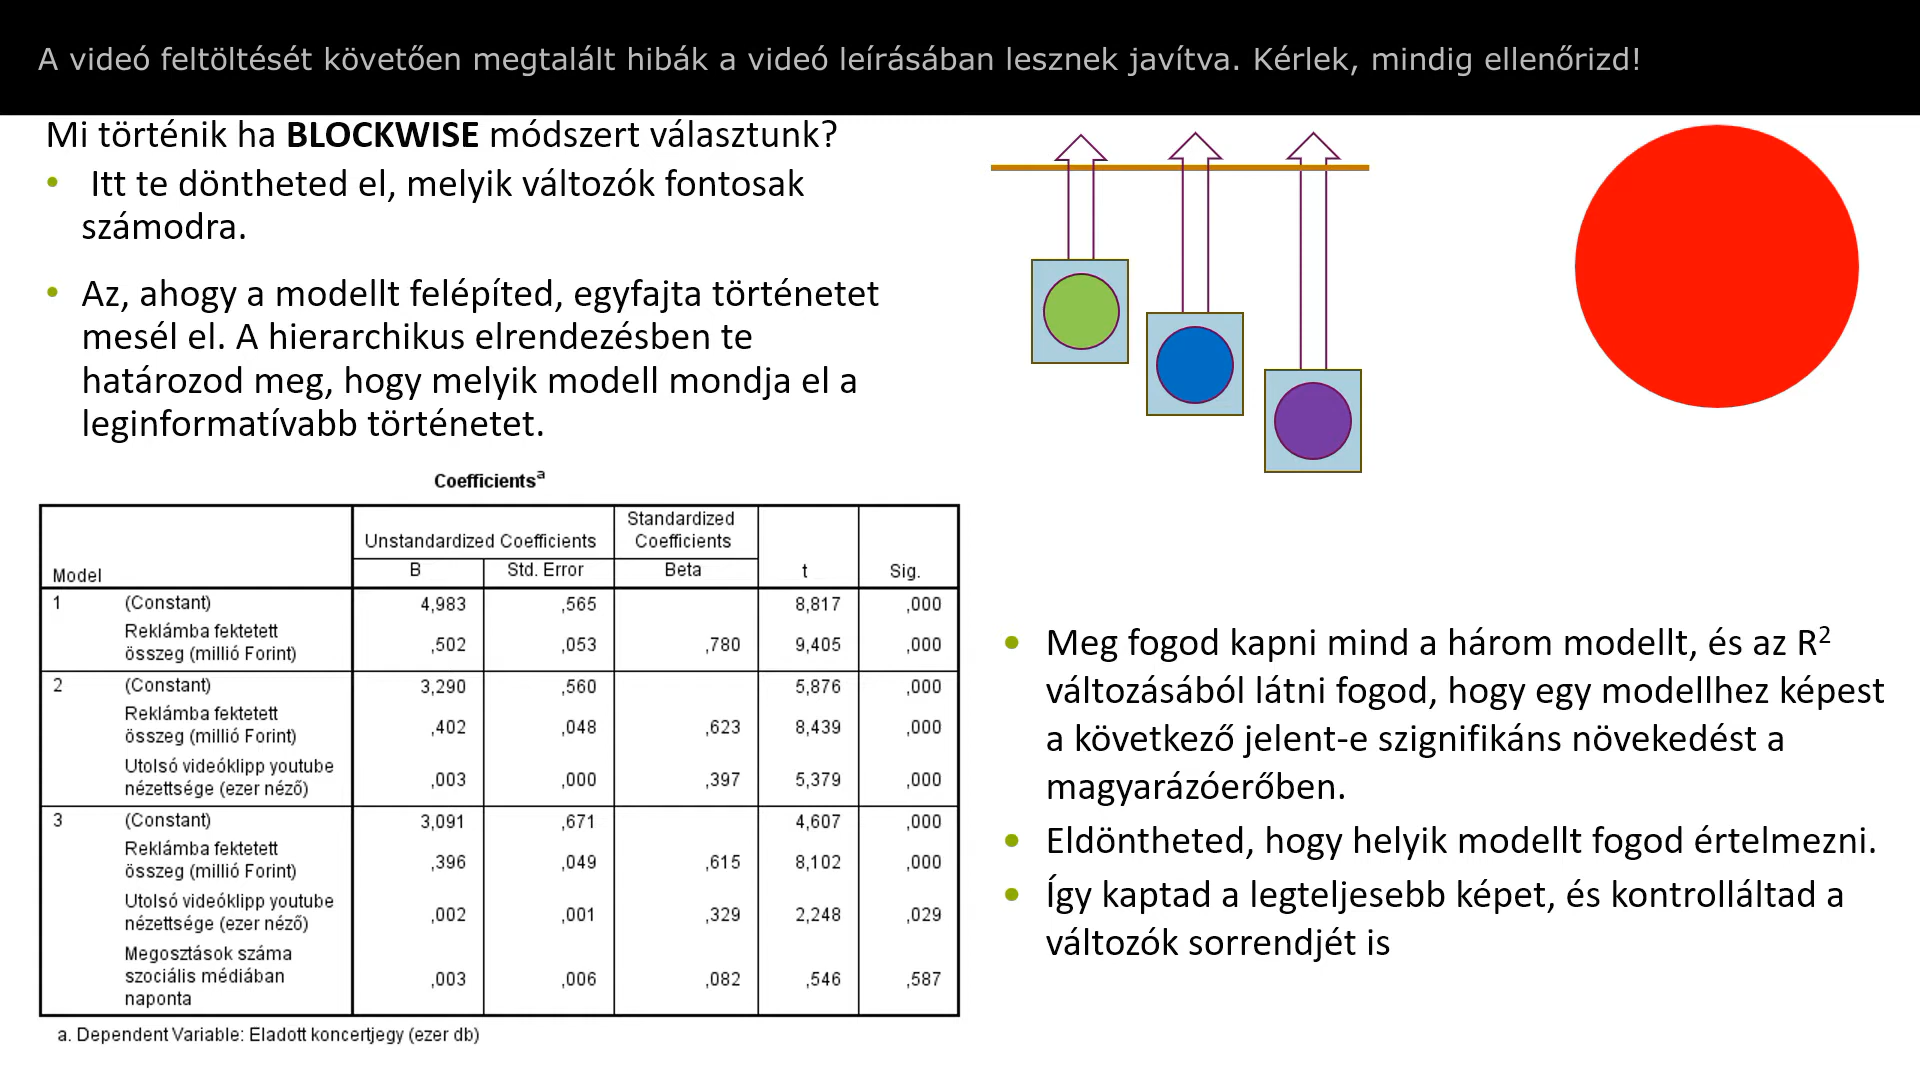 A videó feltöltését követően megtalált hibák a videó leírásában lesznek javítva. Kérlek, mindig ellenőrizd!
Mi történik ha BLOCKWISE módszert választunk?
• Itt te döntheted el, melyik változók fontosak
számodra.
• Az, ahogy a modellt felépíted, egyfajta történetet
mesél el. A hierarchikus elrendezésben te
határozod meg, hogy melyik modell mondja el a
leginformatívabb történetet.
Coefficientsᵃ
Model Unstandardized Coefficients Standardized Coefficients t Sig.
B Std. Error Beta
1 (Constant) 4,983 ,565 8,817 ,000
Reklámba fektetett
összeg (millió Forint) ,502 ,053 ,780 9,405 ,000
2 (Constant) 3,290 ,560 5,876 ,000
Reklámba fektetett
összeg (millió Forint) ,402 ,048 ,623 8,439 ,000
Utolsó videóklipp youtube
nézettsége (ezer néző) ,003 ,000 ,397 5,379 ,000
3 (Constant) 3,091 ,671 4,607 ,000
Reklámba fektetett
összeg (millió Forint) ,396 ,049 ,615 8,102 ,000
Utolsó videóklipp youtube
nézettsége (ezer néző) ,002 ,001 ,329 2,248 ,029
Megosztások száma
szociális médiában
naponta ,003 ,006 ,082 ,546 ,587
a. Dependent Variable: Eladott koncertjegy (ezer db)
• Meg fogod kapni mind a három modellt, és az R²
változásából látni fogod, hogy egy modellhez képest
a következő jelent-e szignifikáns növekedést a
magyarázóerőben.
• Eldöntheted, hogy helyik modellt fogod értelmezni.
• Így kaptad a legteljesebb képet, és kontrolláltad a
változók sorrendjét is